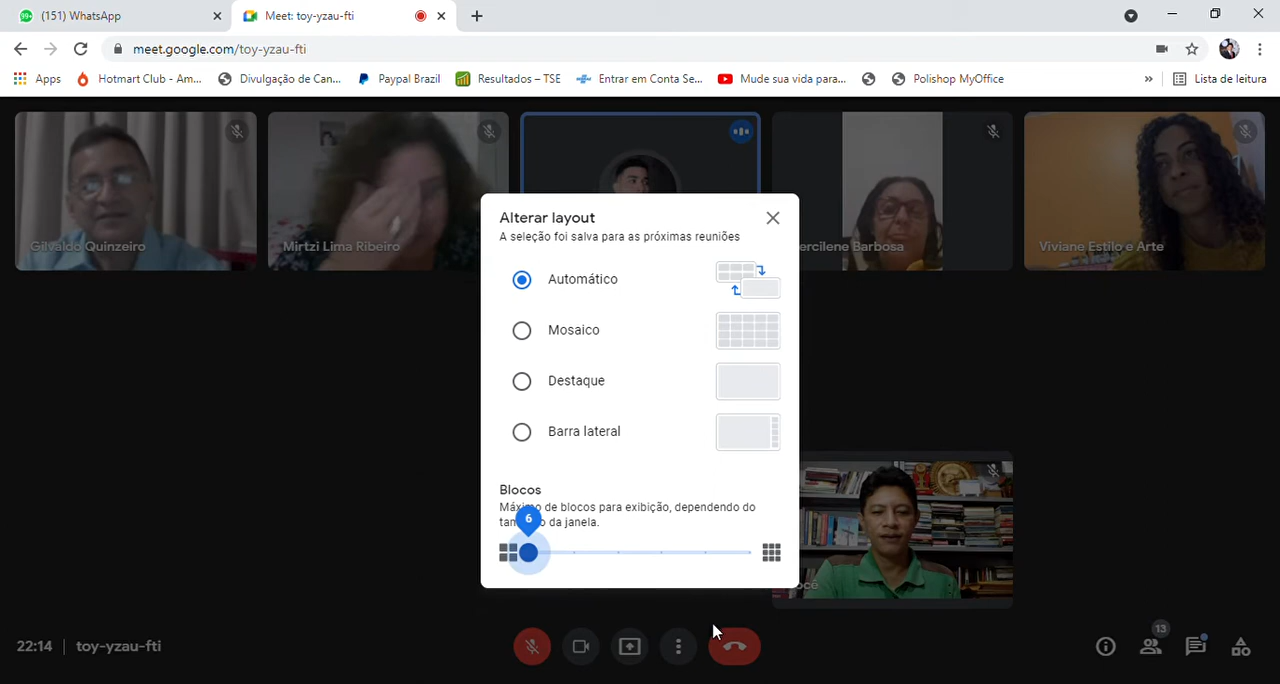 (151) WhatsApp
Meet: toy-yzau-fti
meet.google.com/toy-yzau-fti
Apps
Hotmart Club - Am...
Divulgação de Can...
Paypal Brazil
Resultados – TSE
Entrar em Conta Se...
Mude sua vida para...
Polishop MyOffice
»
Lista de leitura
Gilvaldo Quinzeiro
Mirtzi Lima Ribeiro
ercilene Barbosa
Viviane Estilo e Arte
Alterar layout
A seleção foi salva para as próximas reuniões
Automático
Mosaico
Destaque
Barra lateral
Blocos
Máximo de blocos para exibição, dependendo do
da janela.
6
ocê
22:14 | toy-yzau-fti
13